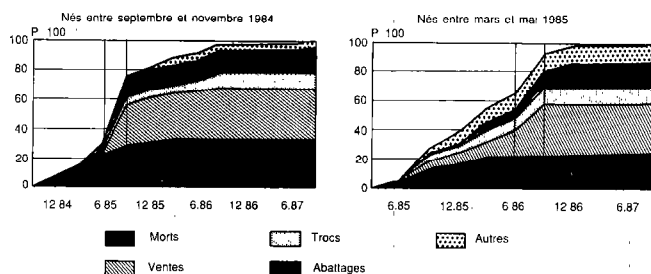 Nés entre septembre et novembre 1984
P 100
100
80
60
40
20
0
12 84
6.85
12.85
6.86
12 86
6.87
Nés entre mars et mai 1985
P 100
100
80
60
40
20
0
6.85
12.85
6 86
12 86
6.87
Morts
Trocs
Autres
Ventes
Abattages